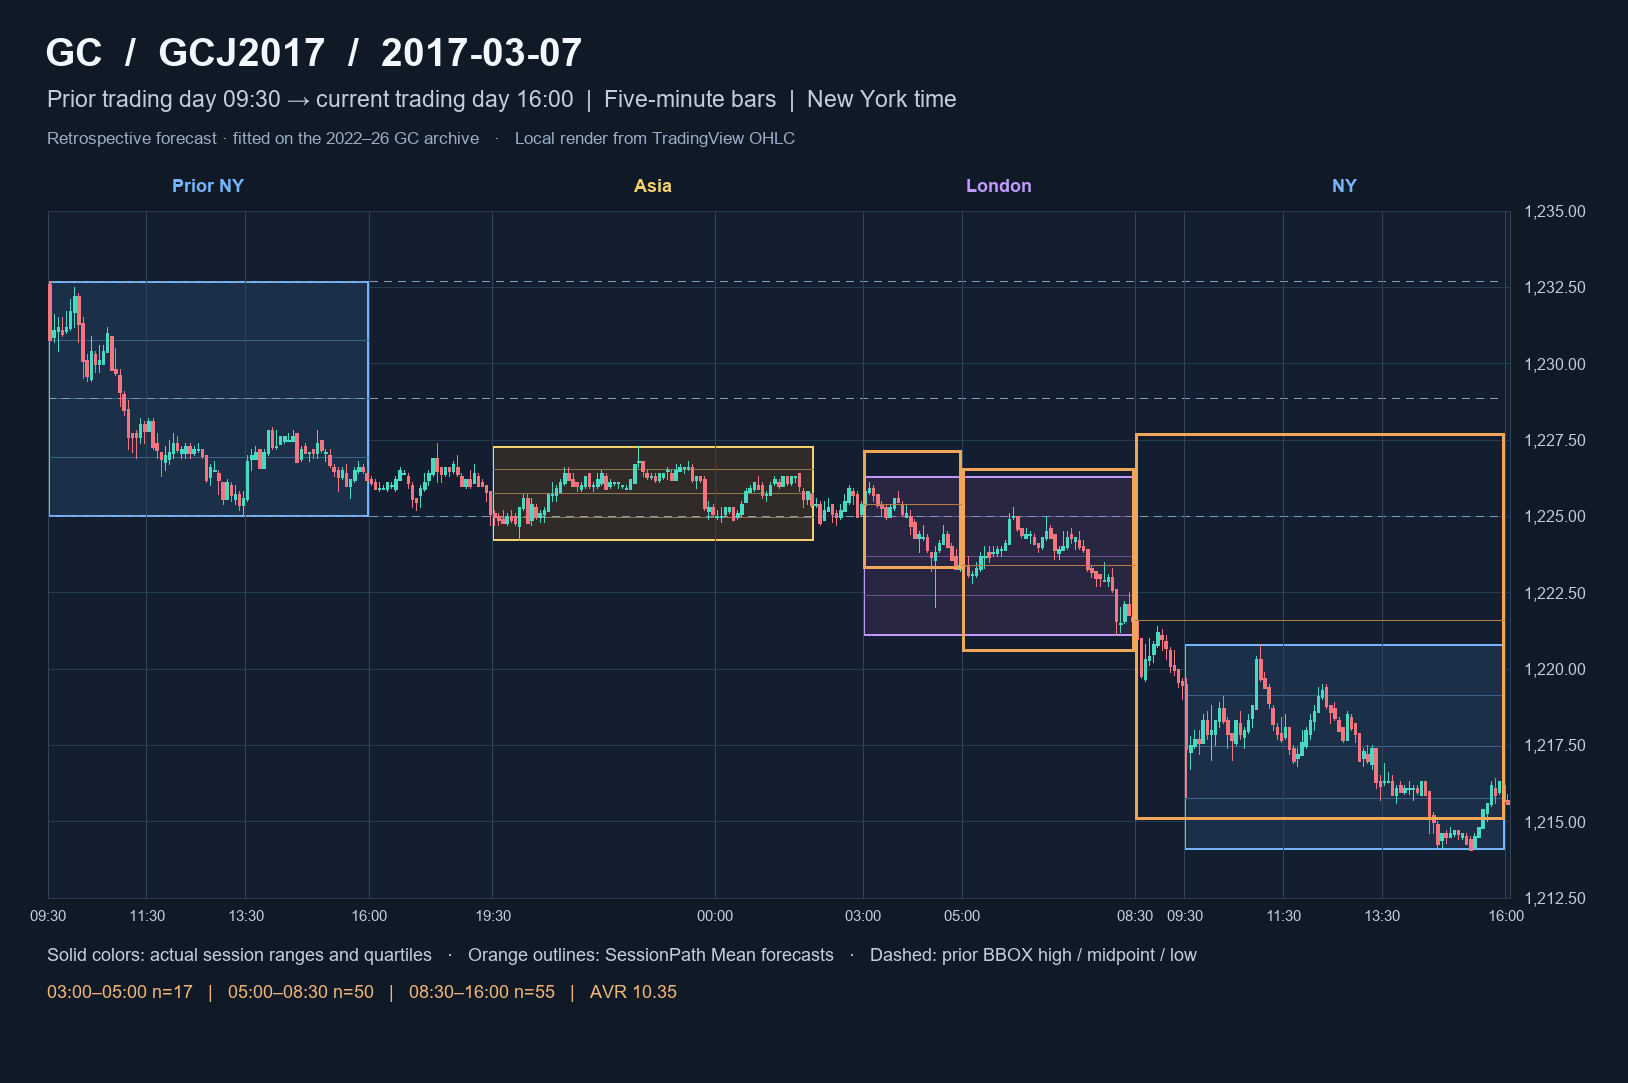 GC / GCJ2017 / 2017-03-07
Prior trading day 09:30 → current trading day 16:00 | Five-minute bars | New York time
Retrospective forecast · fitted on the 2022–26 GC archive · Local render from TradingView OHLC
Prior NY Asia London NY
1,235.00
1,232.50
1,230.00
1,227.50
1,225.00
1,222.50
1,220.00
1,217.50
1,215.00
1,212.50
09:30 11:30 13:30 16:00 19:30 00:00 03:00 05:00 08:30 09:30 11:30 13:30 16:00
Solid colors: actual session ranges and quartiles · Orange outlines: SessionPath Mean forecasts · Dashed: prior BBOX high / midpoint / low
03:00–05:00 n=17 | 05:00–08:30 n=50 | 08:30–16:00 n=55 | AVR 10.35